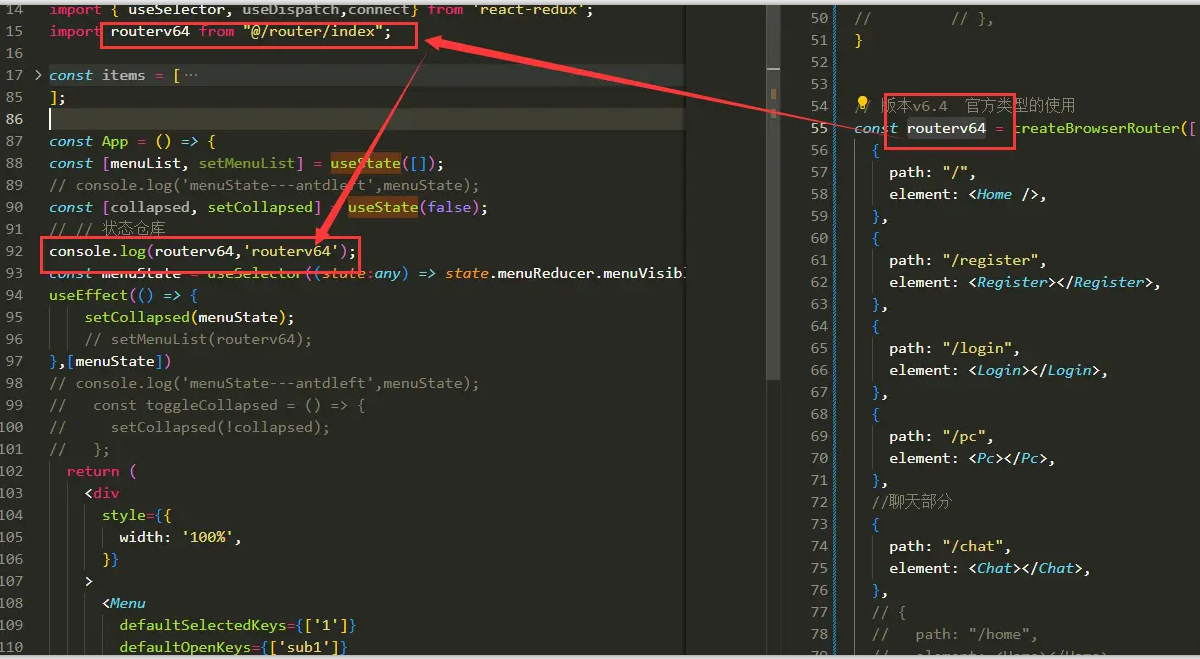 14 import { useSelector, useDispatch,connect} from 'react-redux';
15 import routerv64 from "@/router/index";
16
17 > const items = [ ···
85 ];
86
87 const App = () => {
88 const [menuList, setMenuList] = useState([]);
89 // console.log('menuState---antdleft',menuState);
90 const [collapsed, setCollapsed] = useState(false);
91 // // 状态仓库
92 console.log(routerv64,'routerv64');
93 const menuState = useSelector((state:any) => state.menuReducer.menuVisib
94 useEffect(() => {
95 setCollapsed(menuState);
96 // setMenuList(routerv64);
97 },[menuState])
98 // console.log('menuState---antdleft',menuState);
99 // const toggleCollapsed = () => {
100 // setCollapsed(!collapsed);
101 // };
102 return (
103 <div
104 style={{
105 width: '100%',
106 }}
107 >
108 <Menu
109 defaultSelectedKeys={['1']}
110 defaultOpenKeys={['sub1']}
50 // // },
51 }
52
53
54 // 版本v6.4 官方类型的使用
55 const routerv64 = createBrowserRouter([
56 {
57 path: "/",
58 element: <Home />,
59 },
60 {
61 path: "/register",
62 element: <Register></Register>,
63 },
64 {
65 path: "/login",
66 element: <Login></Login>,
67 },
68 {
69 path: "/pc",
70 element: <Pc></Pc>,
71 },
72 //聊天部分
73 {
74 path: "/chat",
75 element: <Chat></Chat>,
76 },
77 // {
78 // path: "/home",
79 // element: <Home></Home>